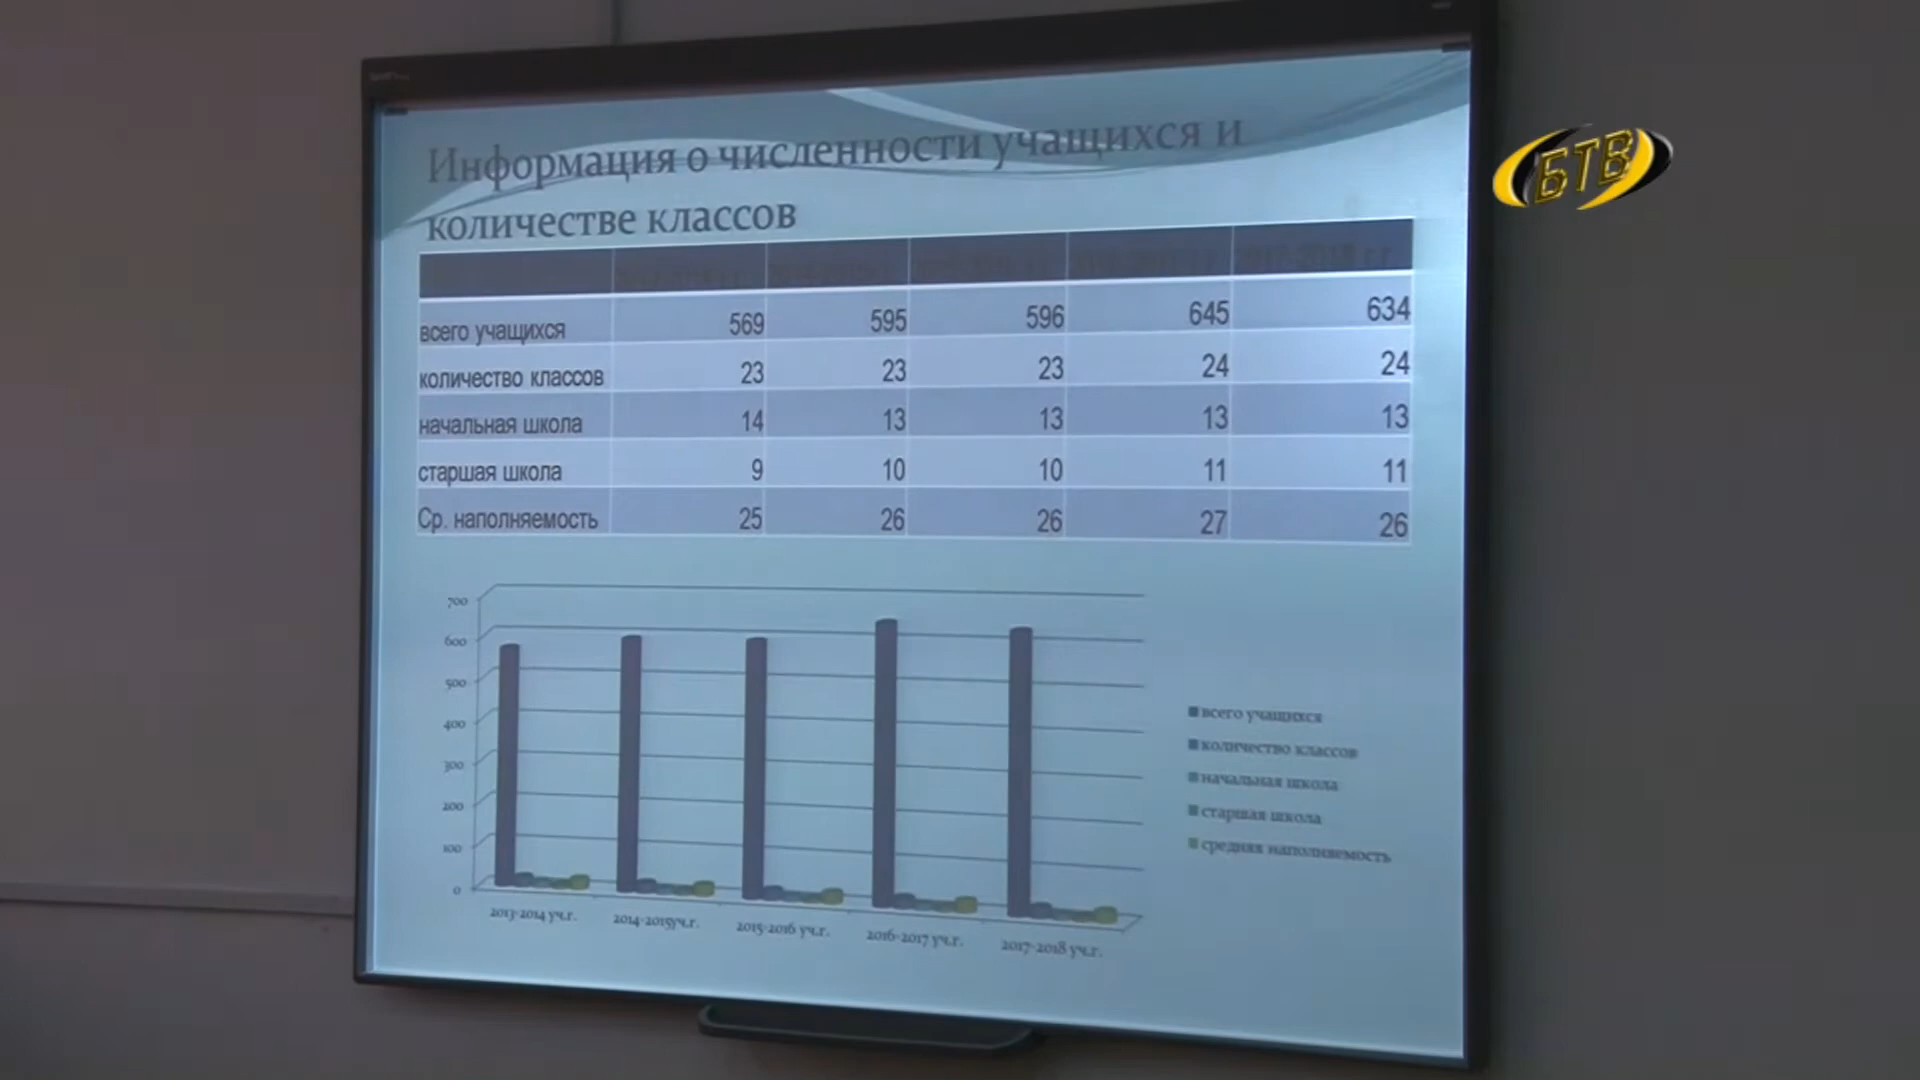 Информация о численности учащихся и
количестве классов
всего учащихся 569 595 596 645 634
количество классов 23 23 23 24 24
начальная школа 14 13 13 13 13
старшая школа 9 10 10 11 11
Ср. наполняемость 25 26 26 27 26
700
600
500
400
300
200
100
0
2013-2014 уч.г. 2014-2015уч.г. 2015-2016 уч.г. 2016-2017 уч.г. 2017-2018 уч.г.
всего учащихся
количество классов
начальная школа
старшая школа
средняя наполняемость
БТВ